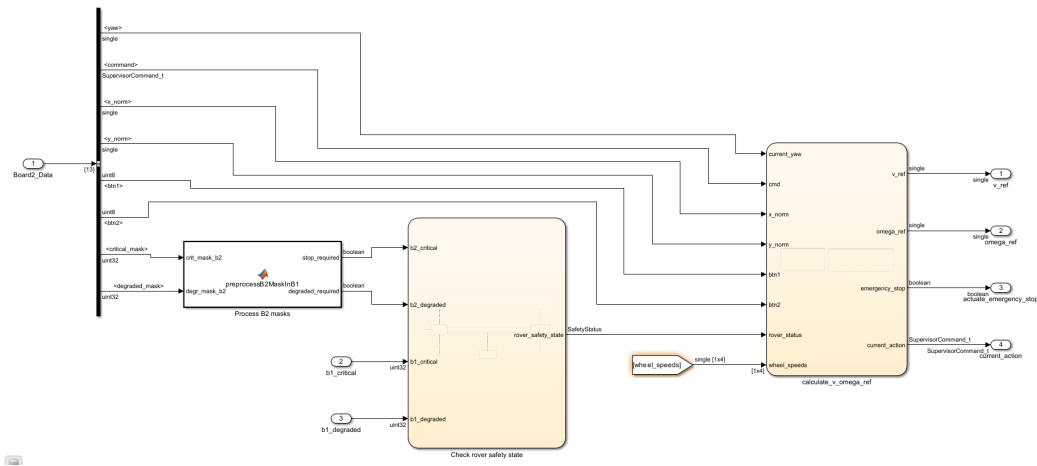 <yaw>
single
<command>
SupervisorCommand_t
<x_norm>
single
<y_norm>
single
1
Board2_Data
{13}
uint8
<btn1>
uint8
<btn2>
<critical_mask>
uint32
<degraded_mask>
uint32
crit_mask_b2
degr_mask_b2
preprocessB2MaskInB1
stop_required
degraded_required
Process B2 masks
boolean
boolean
2
b1_critical
uint32
3
b1_degraded
uint32
b2_critical
b2_degraded
b1_critical
b1_degraded
rover_safety_state
Check rover safety state
SafetyStatus
[wheel_speeds]
single [1x4]
[1x4]
current_yaw
cmd
x_norm
y_norm
btn1
btn2
rover_status
wheel_speeds
v_ref
omega_ref
emergency_stop
current_action
calculate_v_omega_ref
single
single
1
v_ref
single
single
2
omega_ref
boolean
boolean
3
actuate_emergency_stop
SupervisorCommand_t
SupervisorCommand_t
4
current_action